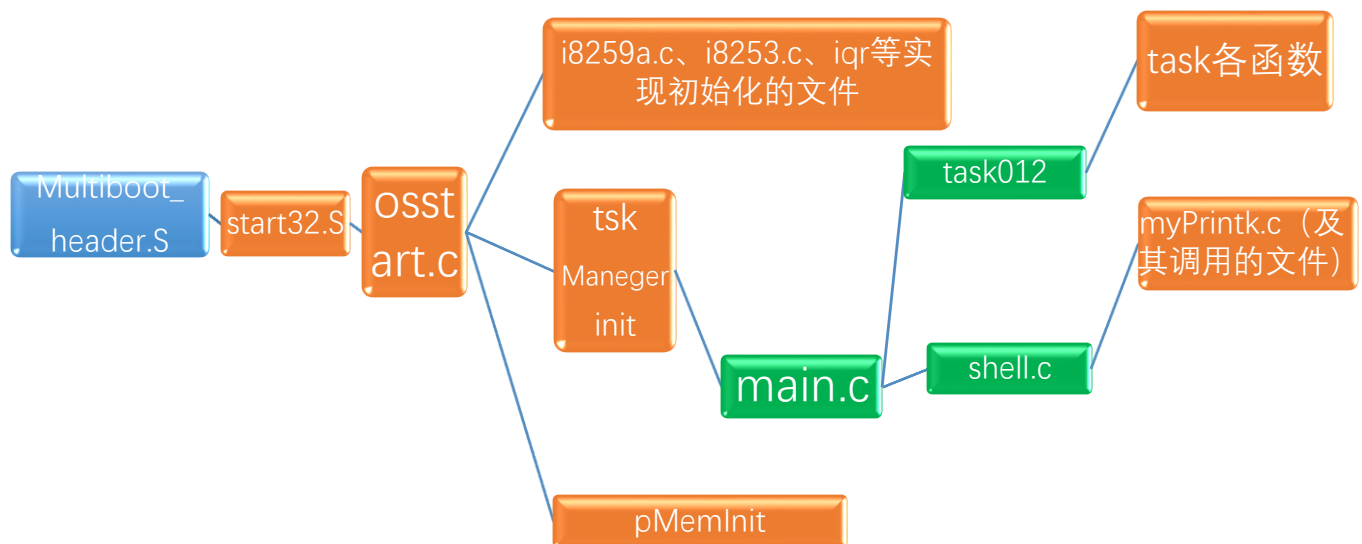 Multiboot_
header.S
start32.S
osst
art.c
i8259a.c、i8253.c、iqr等实
现初始化的文件
tsk
Maneger
init
pMemInit
main.c
task012
shell.c
task各函数
myPrintk.c（及
其调用的文件）